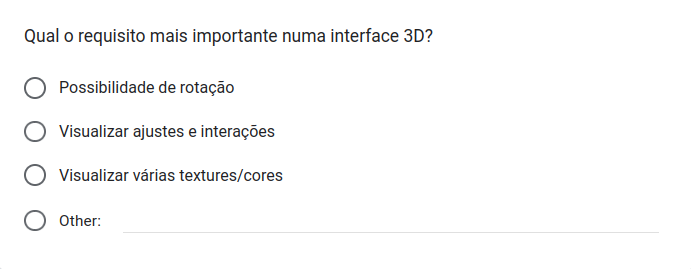 Qual o requisito mais importante numa interface 3D?
Possibilidade de rotação
Visualizar ajustes e interações
Visualizar várias textures/cores
Other: